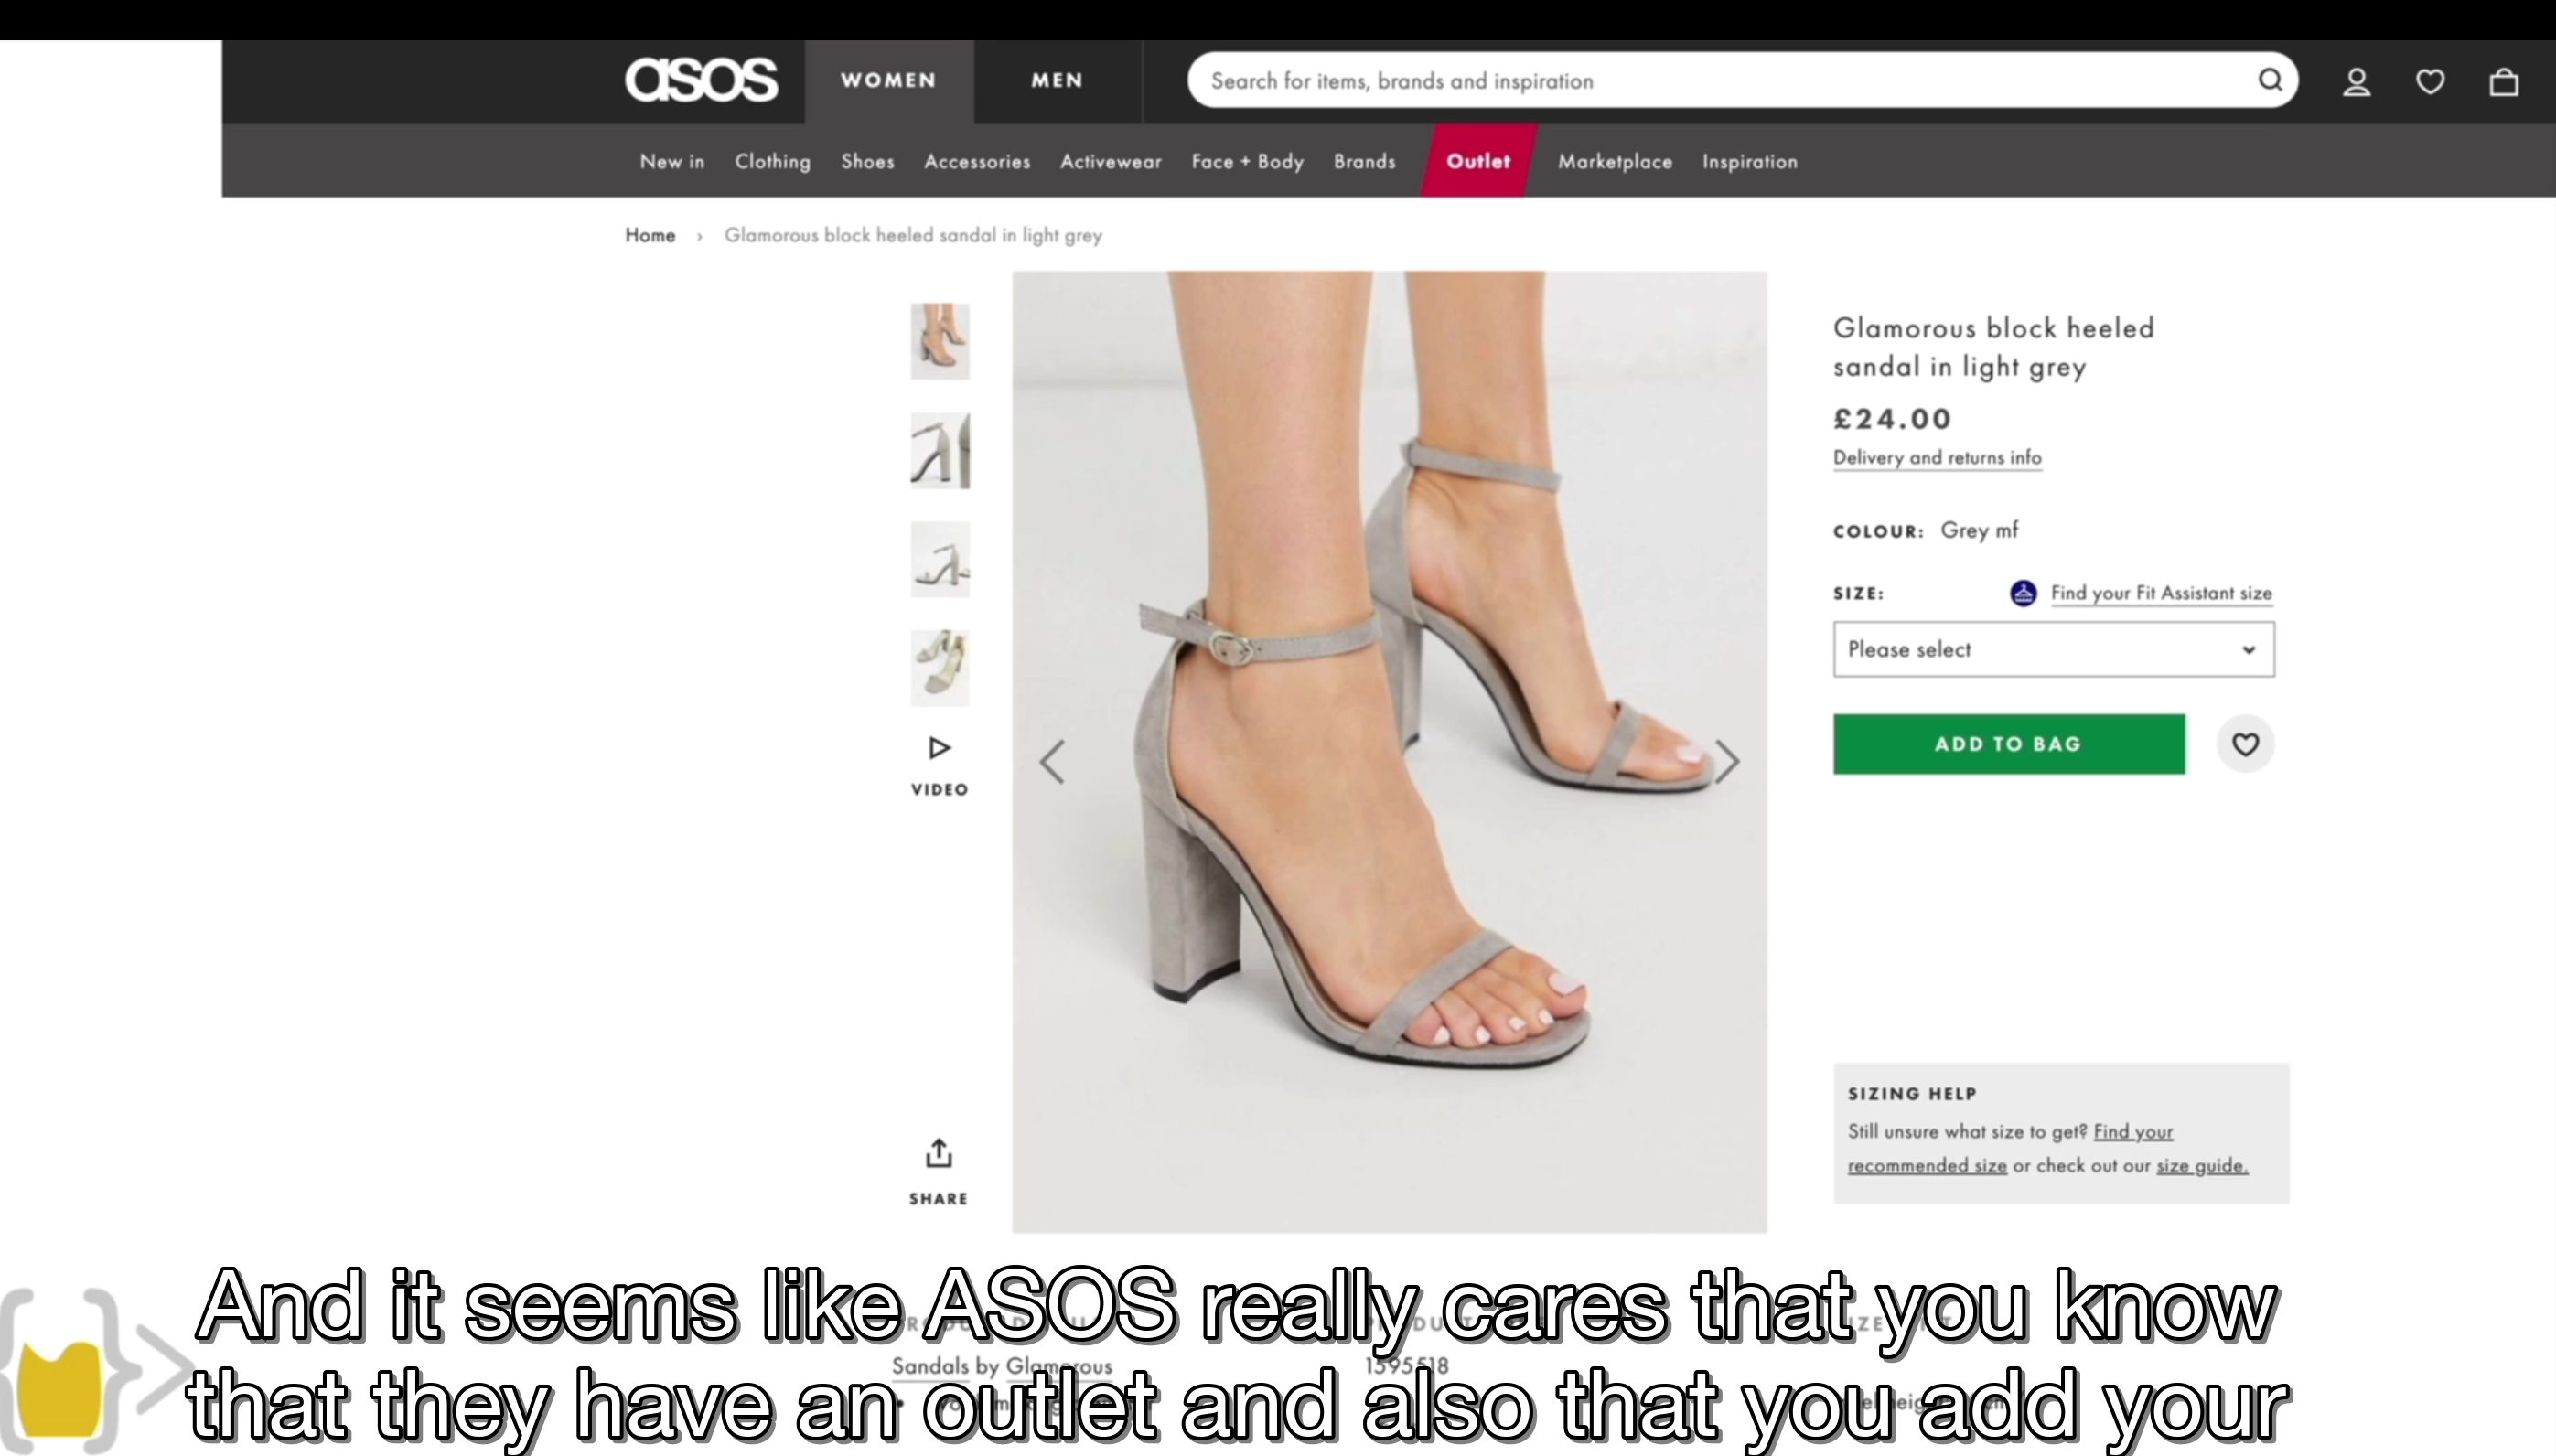 asos
WOMEN
MEN
Search for items, brands and inspiration
New in
Clothing
Shoes
Accessories
Activewear
Face + Body
Brands
Outlet
Marketplace
Inspiration
Home › Glamorous block heeled sandal in light grey
Glamorous block heeled
sandal in light grey
£24.00
Delivery and returns info
COLOUR: Grey mf
SIZE:
Find your Fit Assistant size
Please select
ADD TO BAG
VIDEO
SHARE
SIZING HELP
Still unsure what size to get? Find your
recommended size or check out our size guide.
Sandals by Glamorous
1595518
And it seems like ASOS really cares that you know
that they have an outlet and also that you add your